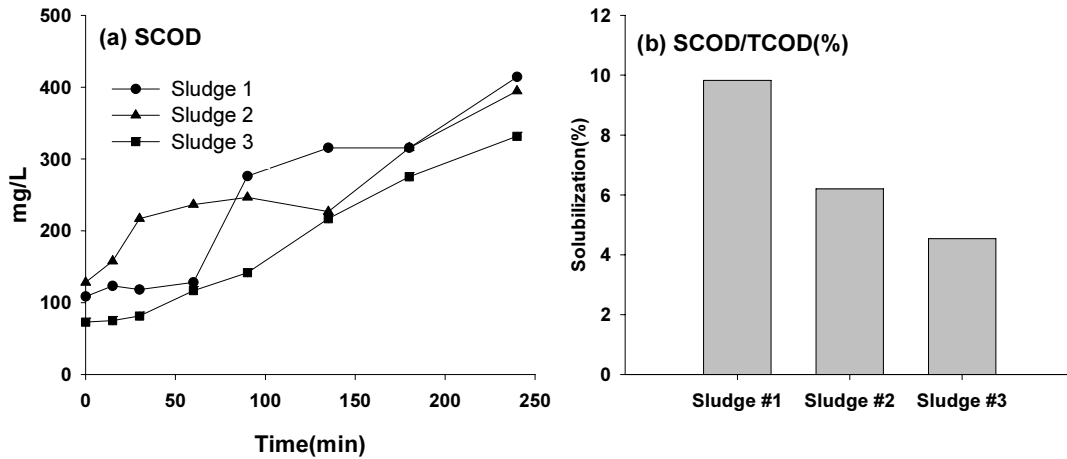 (a) SCOD
Sludge 1
Sludge 2
Sludge 3
500
400
300
200
100
0
mg/L
0 50 100 150 200 250
Time(min)
(b) SCOD/TCOD(%)
12
10
8
6
4
2
0
Solubilization(%)
Sludge #1 Sludge #2 Sludge #3